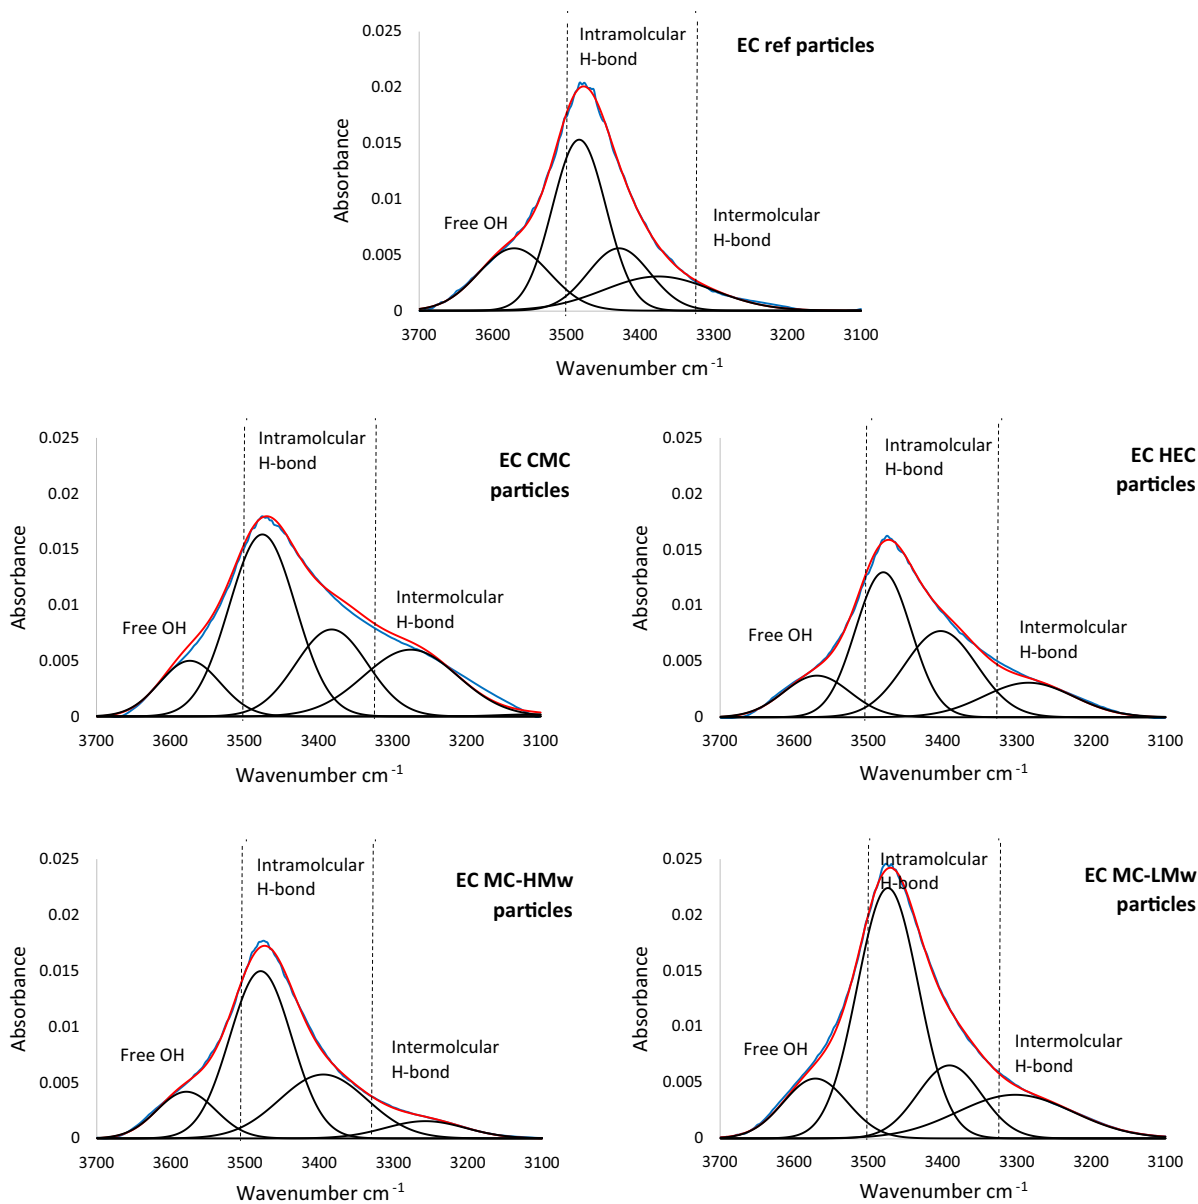 EC ref particles
Intramolcular
H-bond
0.025
0.02
0.015
0.01
0.005
0
Absorbance
Free OH
Intermolcular
H-bond
3700 3600 3500 3400 3300 3200 3100
Wavenumber cm-1
EC CMC
particles
Intramolcular
H-bond
0.025
0.02
0.015
0.01
0.005
0
Absorbance
Free OH
Intermolcular
H-bond
3700 3600 3500 3400 3300 3200 3100
Wavenumber cm-1
EC HEC
particles
Intramolcular
H-bond
0.025
0.02
0.015
0.01
0.005
0
Absorbance
Free OH
Intermolcular
H-bond
3700 3600 3500 3400 3300 3200 3100
Wavenumber cm-1
EC MC-HMw
particles
Intramolcular
H-bond
0.025
0.02
0.015
0.01
0.005
0
Absorbance
Free OH
Intermolcular
H-bond
3700 3600 3500 3400 3300 3200 3100
Wavenumber cm-1
EC MC-LMw
particles
Intramolcular
H-bond
0.025
0.02
0.015
0.01
0.005
0
Absorbance
Free OH
Intermolcular
H-bond
3700 3600 3500 3400 3300 3200 3100
Wavenumber cm-1